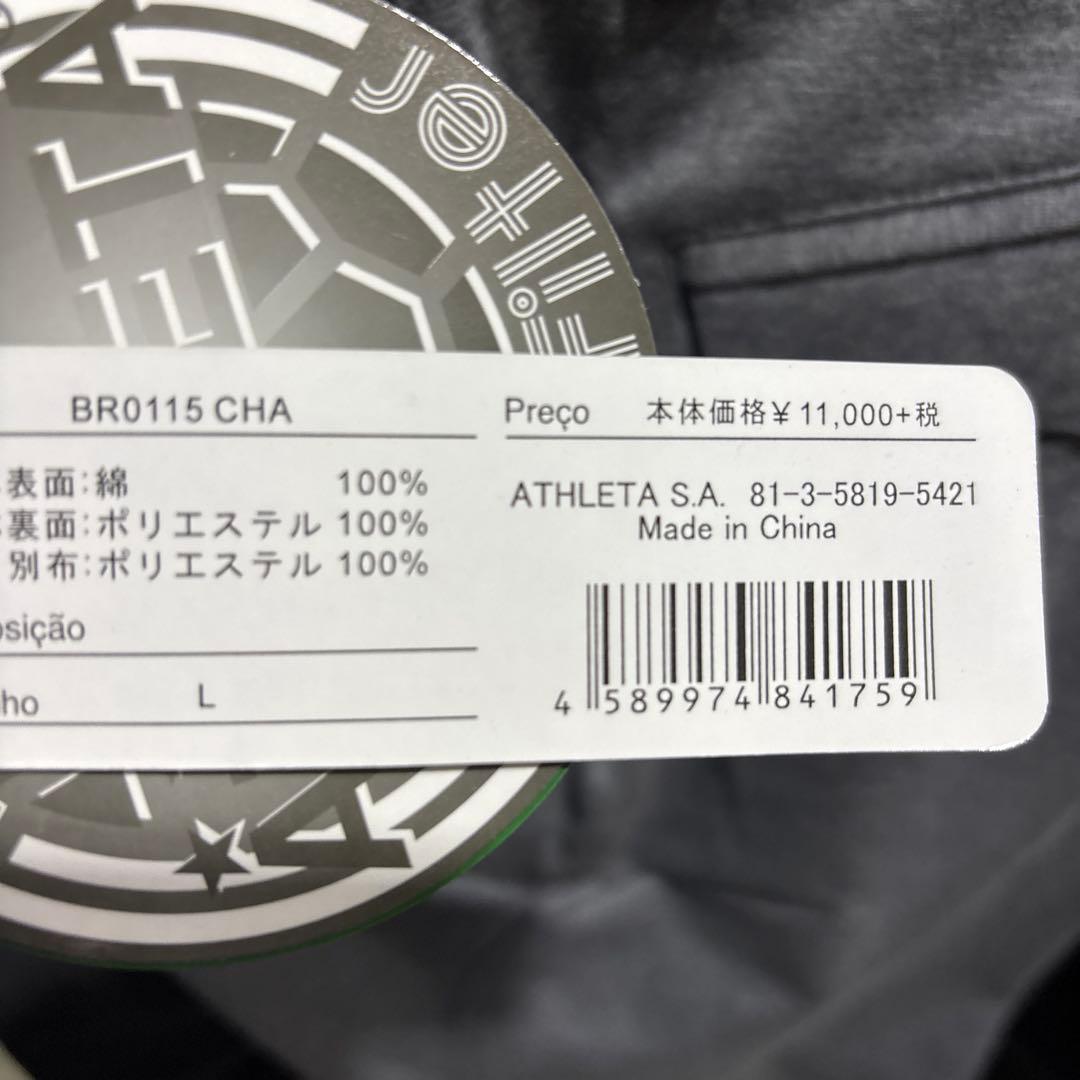 BR0115 CHA
表面:綿 100%
裏面:ポリエステル 100%
別布:ポリエステル 100%
osição
ho L
Preço 本体価格¥ 11,000+税
ATHLETA S.A. 81-3-5819-5421
Made in China
4 589974 841759